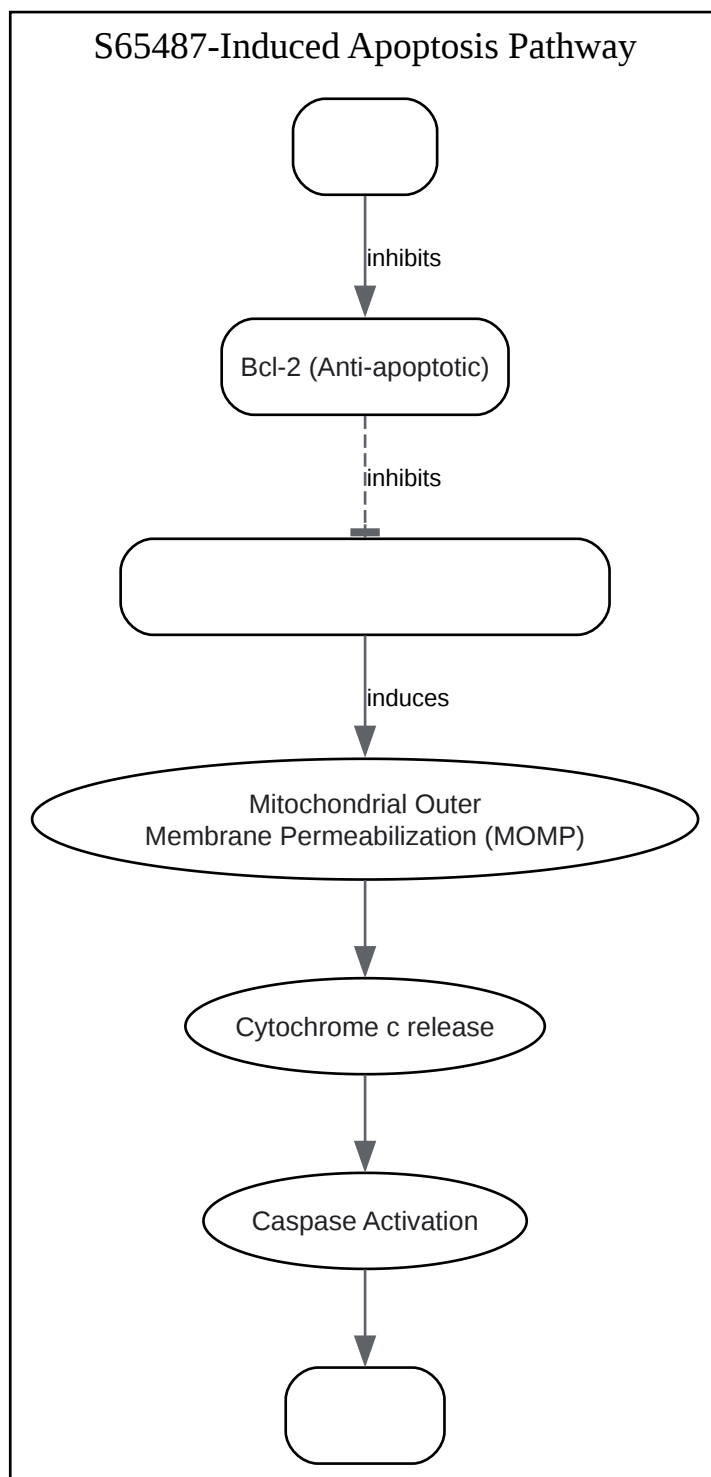 S65487-Induced Apoptosis Pathway
inhibits
Bcl-2 (Anti-apoptotic)
inhibits
induces
Mitochondrial Outer
Membrane Permeabilization (MOMP)
Cytochrome c release
Caspase Activation